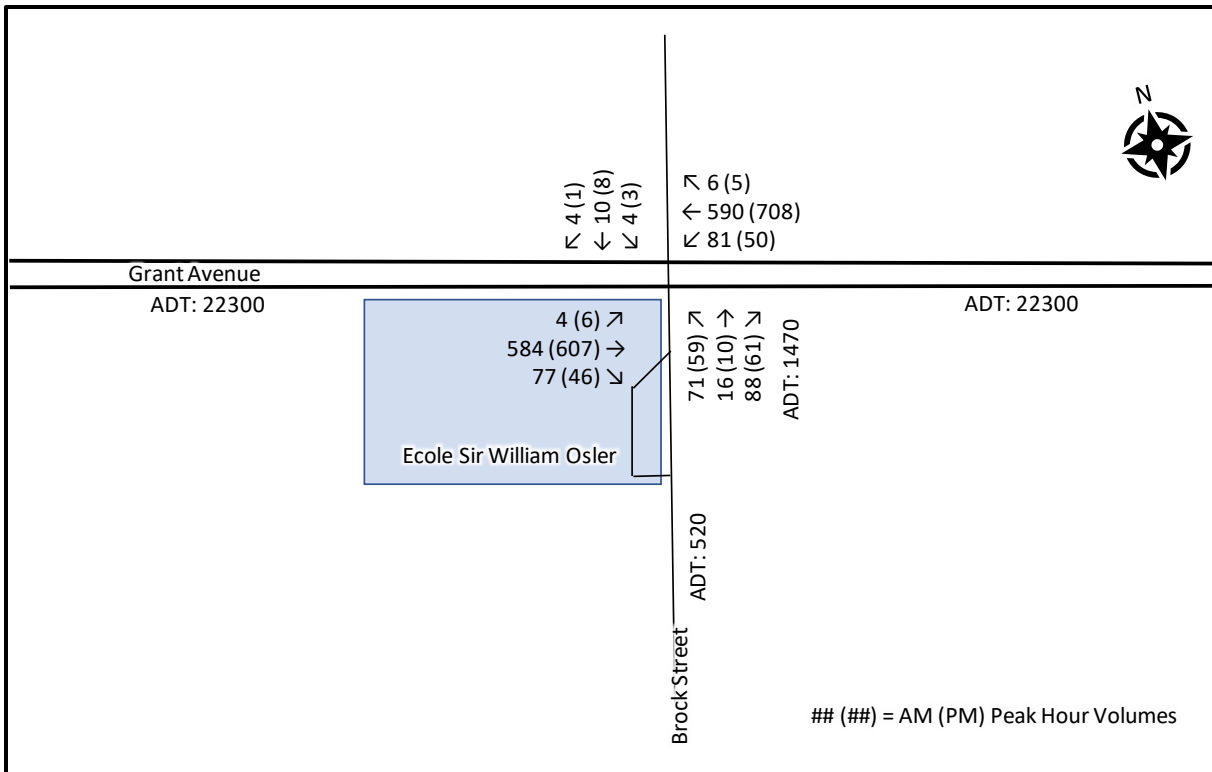 N
↖ 4 (1)
← 10 (8)
↘ 4 (3)
↖ 6 (5)
← 590 (708)
↙ 81 (50)
Grant Avenue
ADT: 22300
ADT: 22300
4 (6) ↗
584 (607) →
77 (46) ↘
71 (59) ↖
16 (10) ↑
88 (61) ↗
ADT: 1470
Ecole Sir William Osler
ADT: 520
Brock Street
## (##) = AM (PM) Peak Hour Volumes